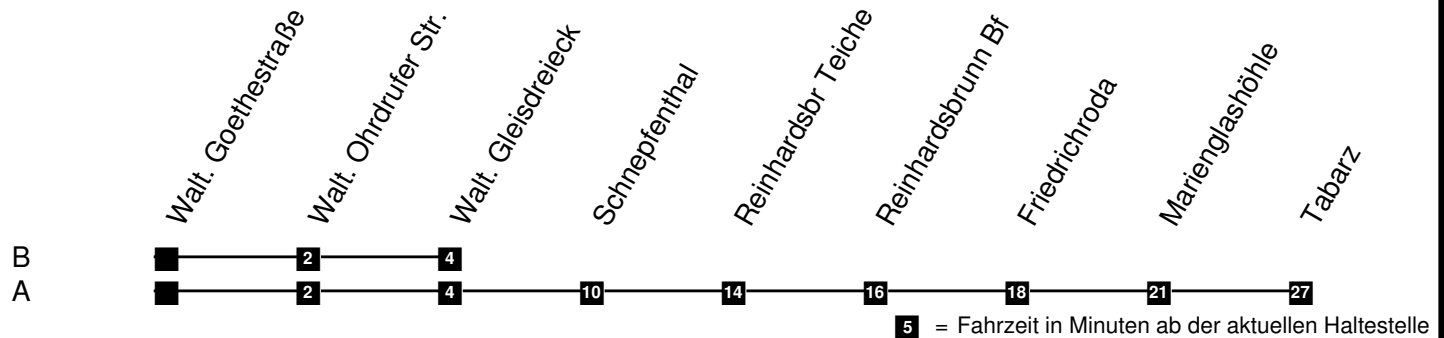 Walt. Goethestraße
Walt. Ohrdrufer Str.
Walt. Gleisdreieck
Schnepfenthal
Reinhardsbr Teiche
Reinhardsbrunn Bf
Friedrichroda
Marienglashöhle
Tabarz
B 2 4
A 2 4 10 14 16 18 21 27
5 = Fahrzeit in Minuten ab der aktuellen Haltestelle